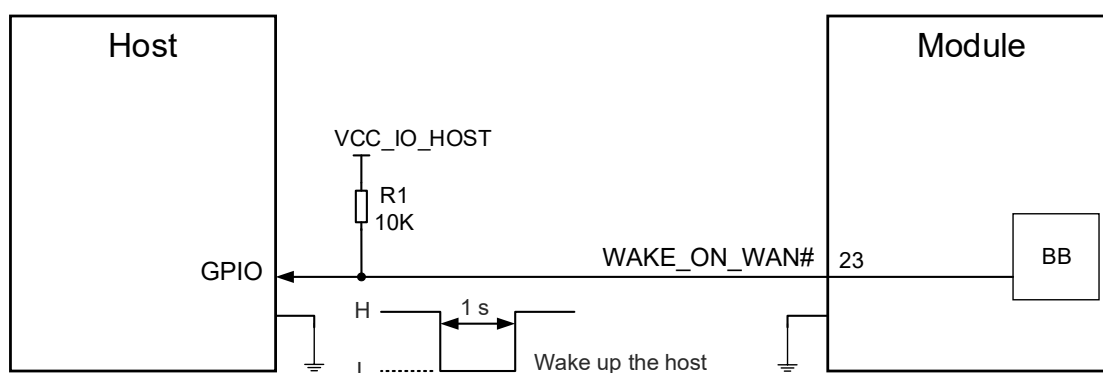 Host
Module
VCC_IO_HOST
R1
10K
GPIO
WAKE_ON_WAN#
23
BB
H
1 s
L
Wake up the host